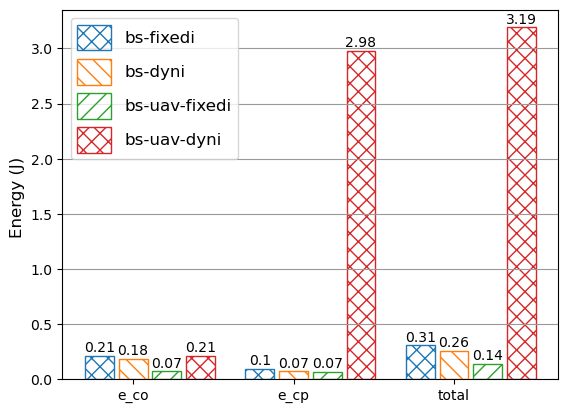 bs-fixedi
bs-dyni
bs-uav-fixedi
bs-uav-dyni
Energy (J)
3.0
2.5
2.0
1.5
1.0
0.5
0.0
0.21
0.18
0.07
0.21
0.1
0.07
0.07
2.98
0.31
0.26
0.14
3.19
e_co
e_cp
total